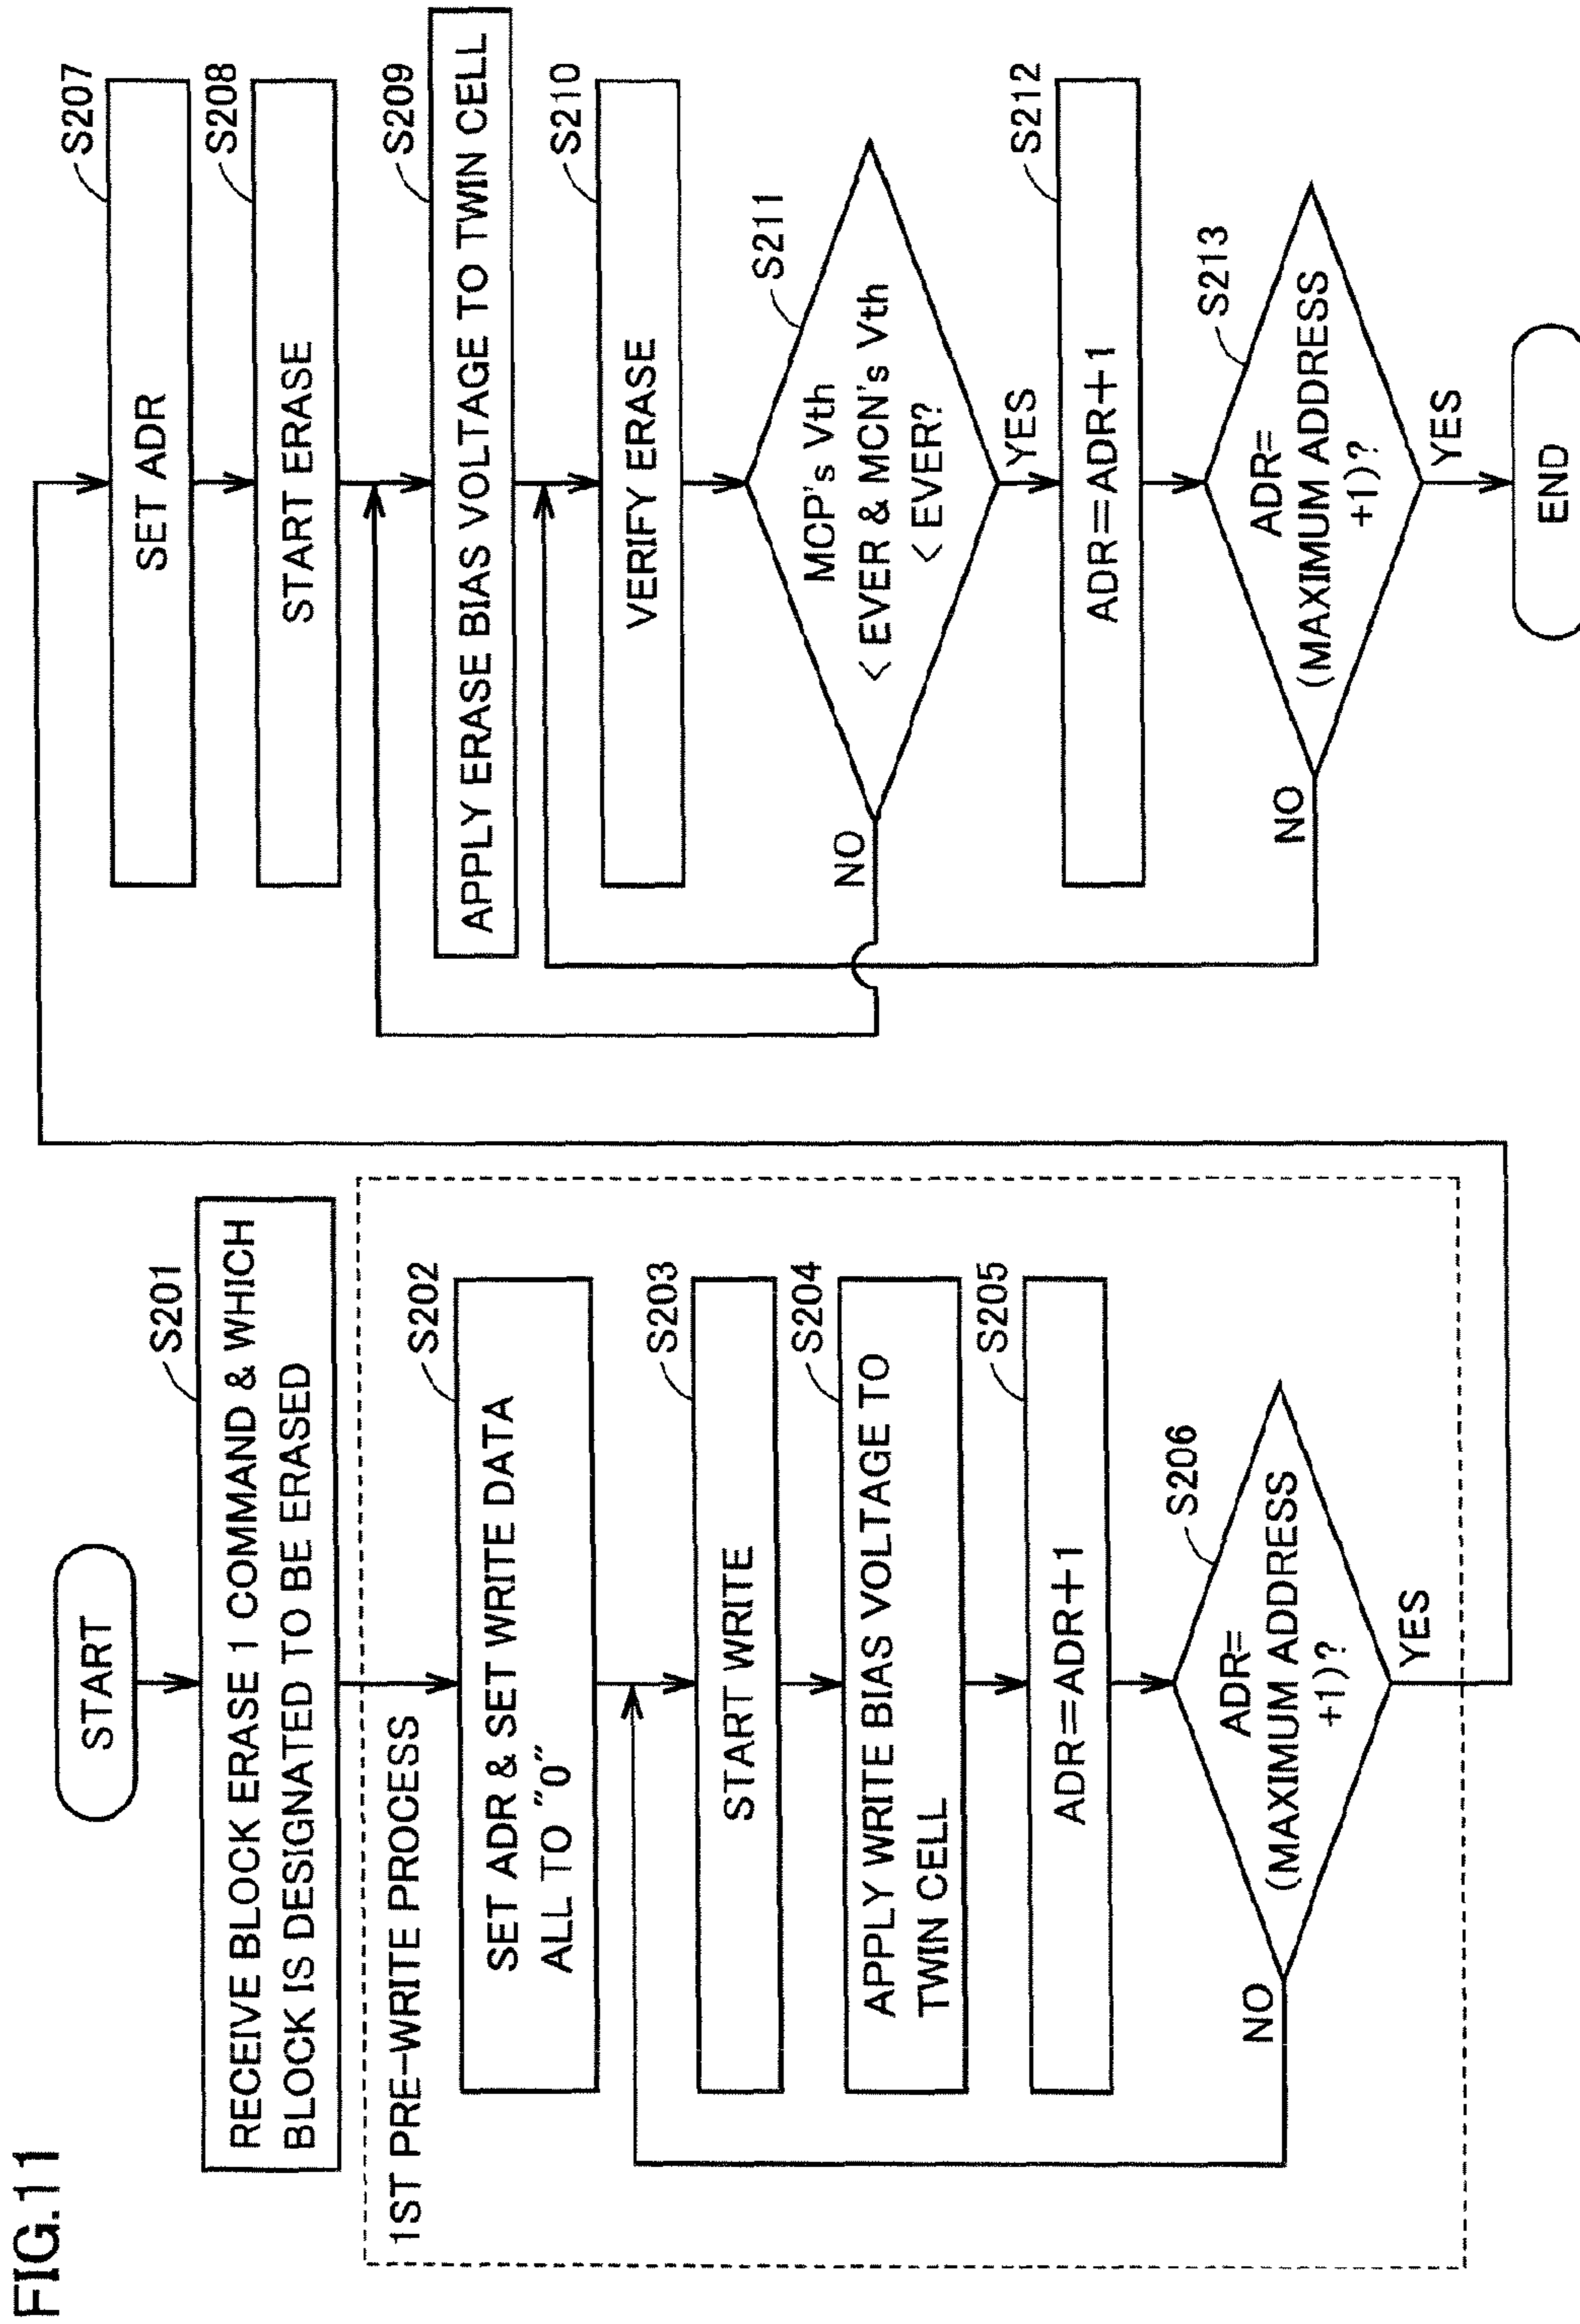 FIG.11
START
S201
RECEIVE BLOCK ERASE 1 COMMAND & WHICH
BLOCK IS DESIGNATED TO BE ERASED
1ST PRE-WRITE PROCESS
S202
SET ADR & SET WRITE DATA
ALL TO "0"
S203
START WRITE
S204
APPLY WRITE BIAS VOLTAGE TO
TWIN CELL
S205
ADR=ADR+1
S206
ADR=
(MAXIMUM ADDRESS
+1)?
NO
YES
S207
SET ADR
S208
START ERASE
S209
APPLY ERASE BIAS VOLTAGE TO TWIN CELL
S210
VERIFY ERASE
S211
MCP's Vth
<EVER & MCN's Vth
<EVER?
NO
YES
S212
ADR=ADR+1
S213
ADR=
(MAXIMUM ADDRESS
+1)?
NO
YES
END